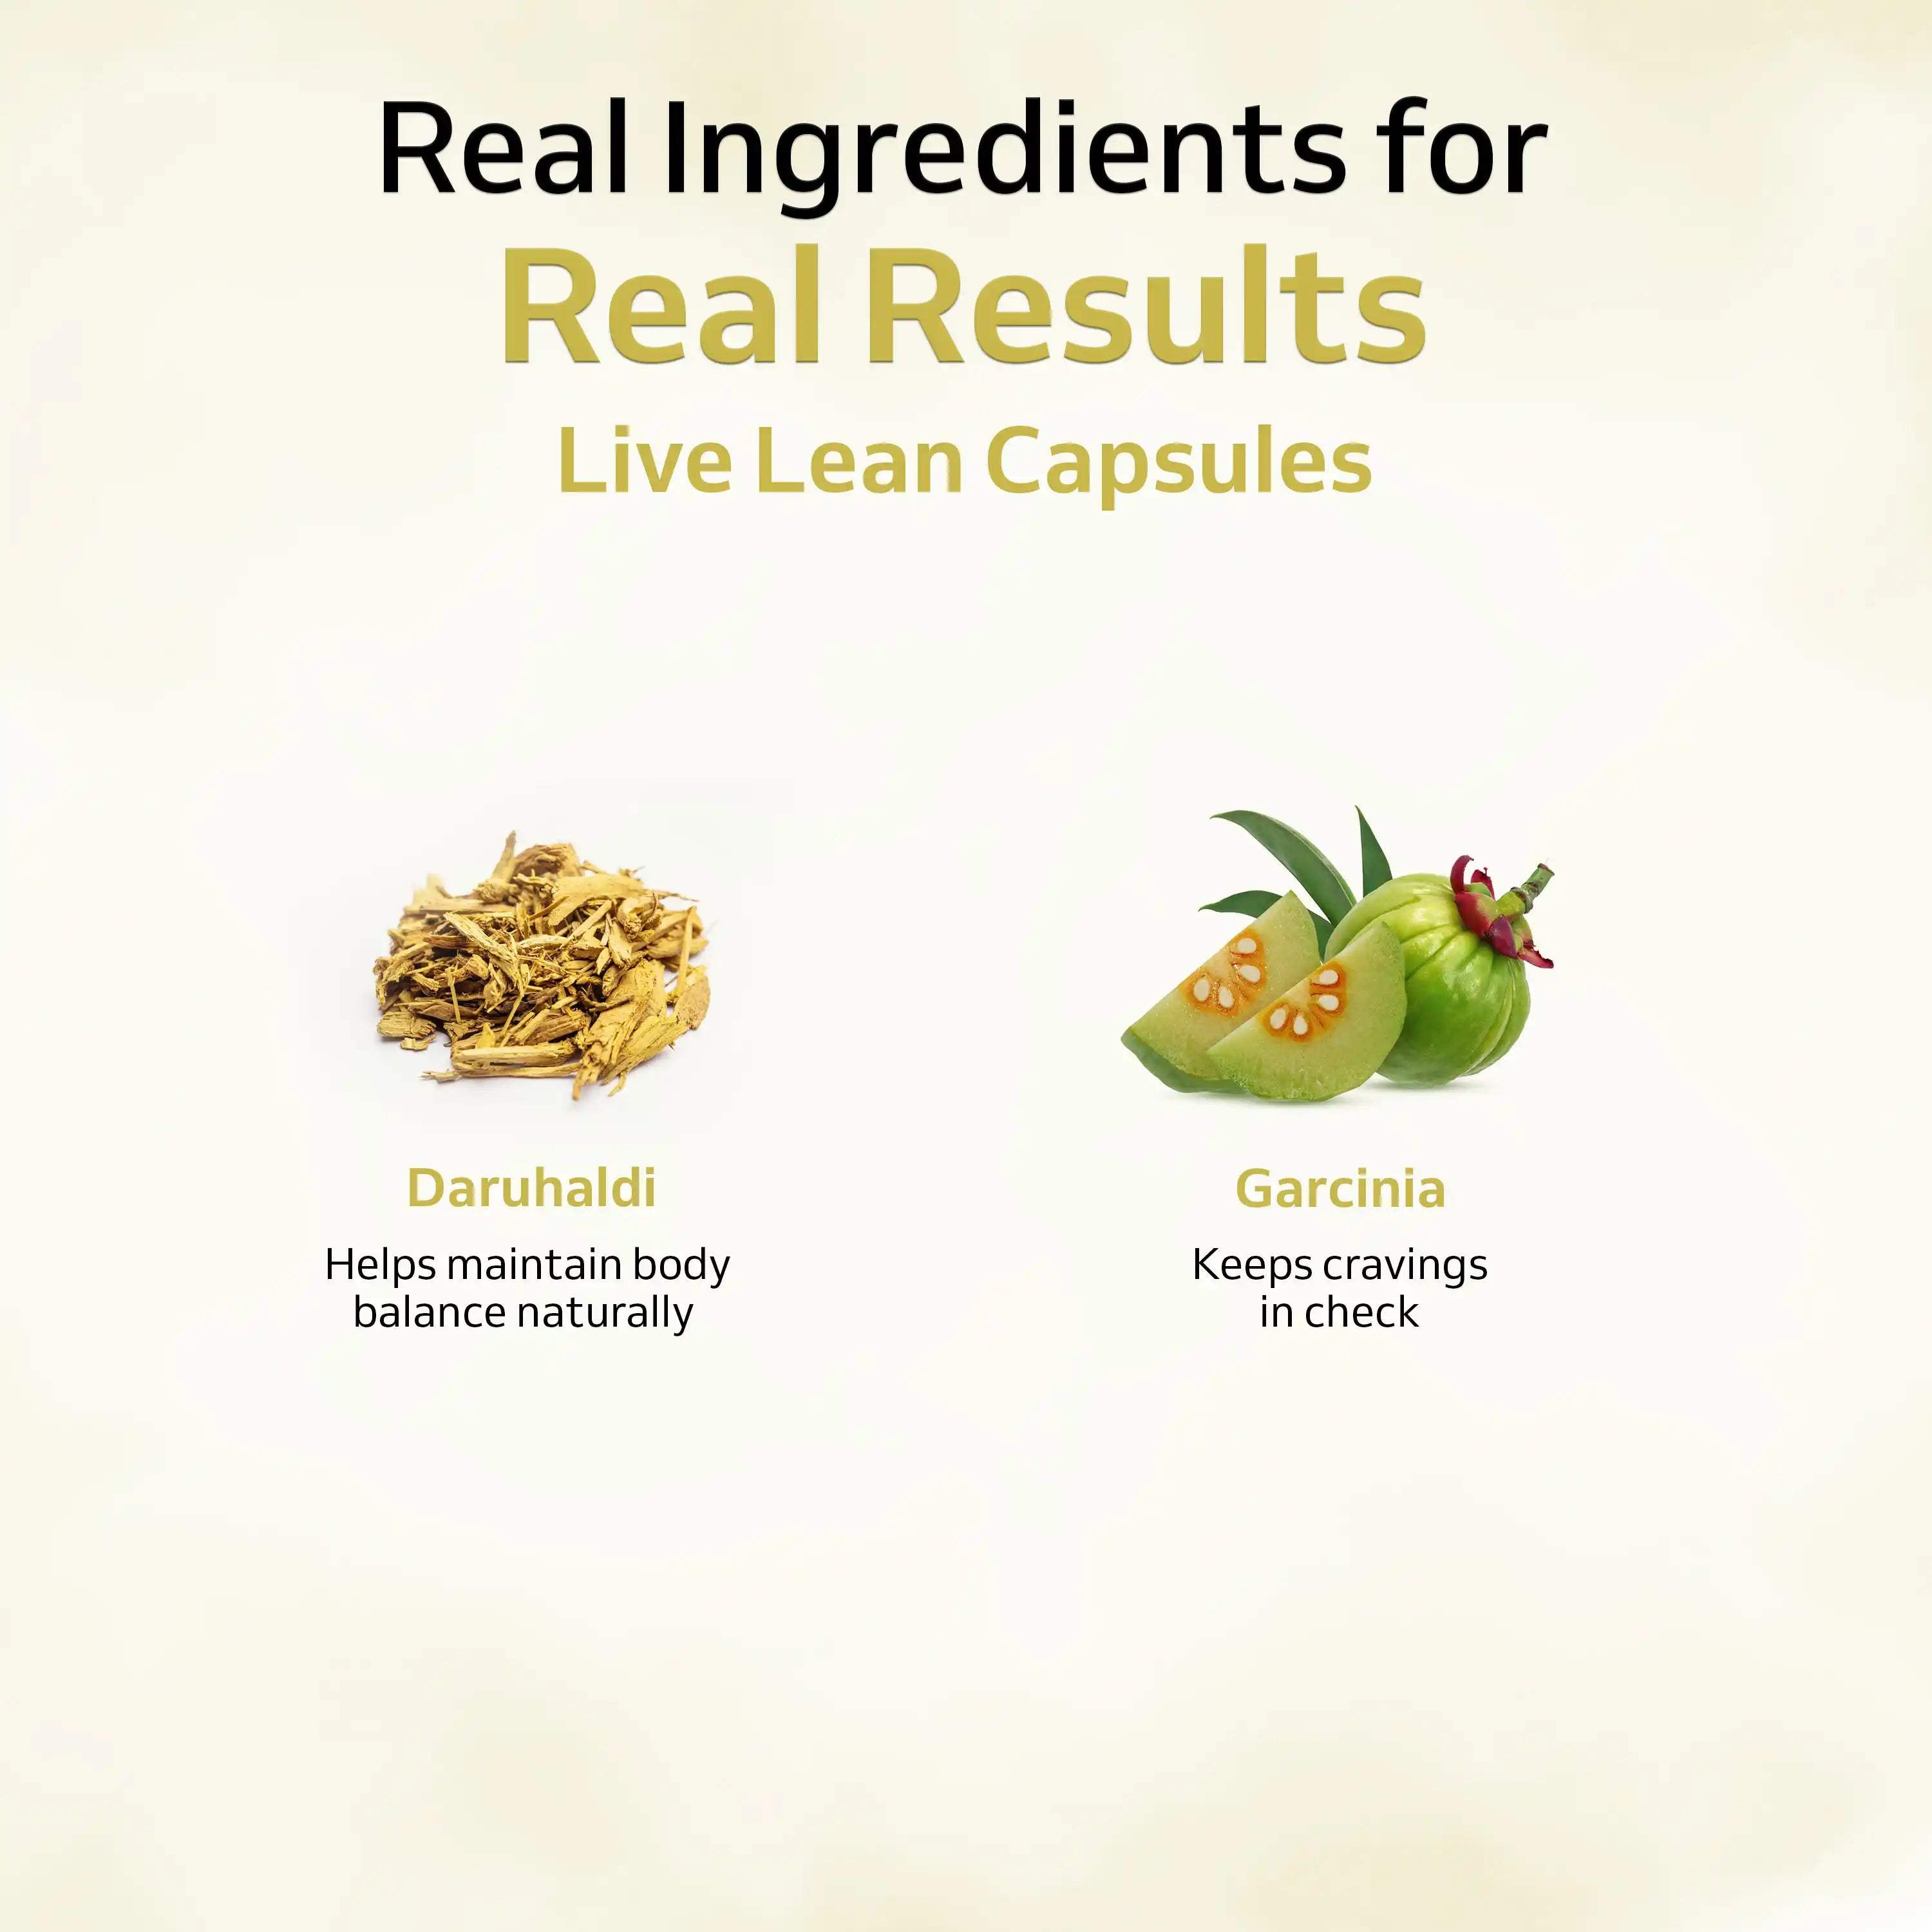 Real Ingredients for
Real Results
Live Lean Capsules
Daruhaldi
Helps maintain body
balance naturally
Garcinia
Keeps cravings
in check